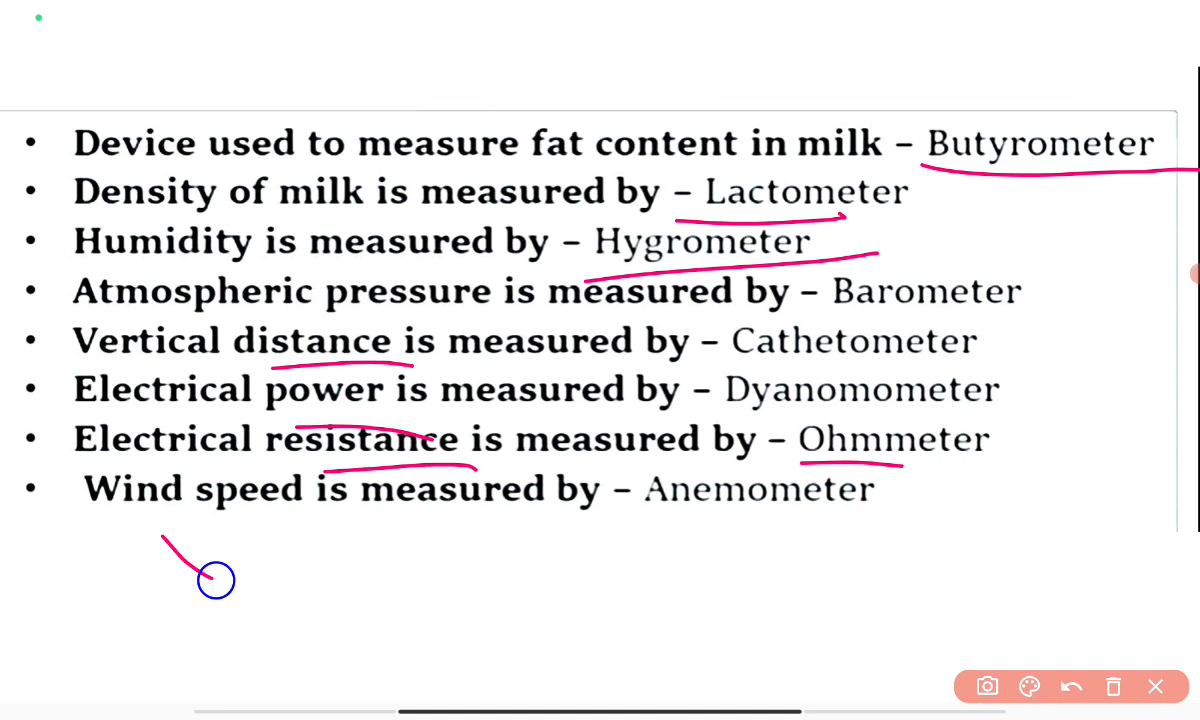 • Device used to measure fat content in milk – Butyrometer
• Density of milk is measured by – Lactometer
• Humidity is measured by – Hygrometer
• Atmospheric pressure is measured by – Barometer
• Vertical distance is measured by – Cathetometer
• Electrical power is measured by – Dyanomometer
• Electrical resistance is measured by – Ohmmeter
• Wind speed is measured by – Anemometer